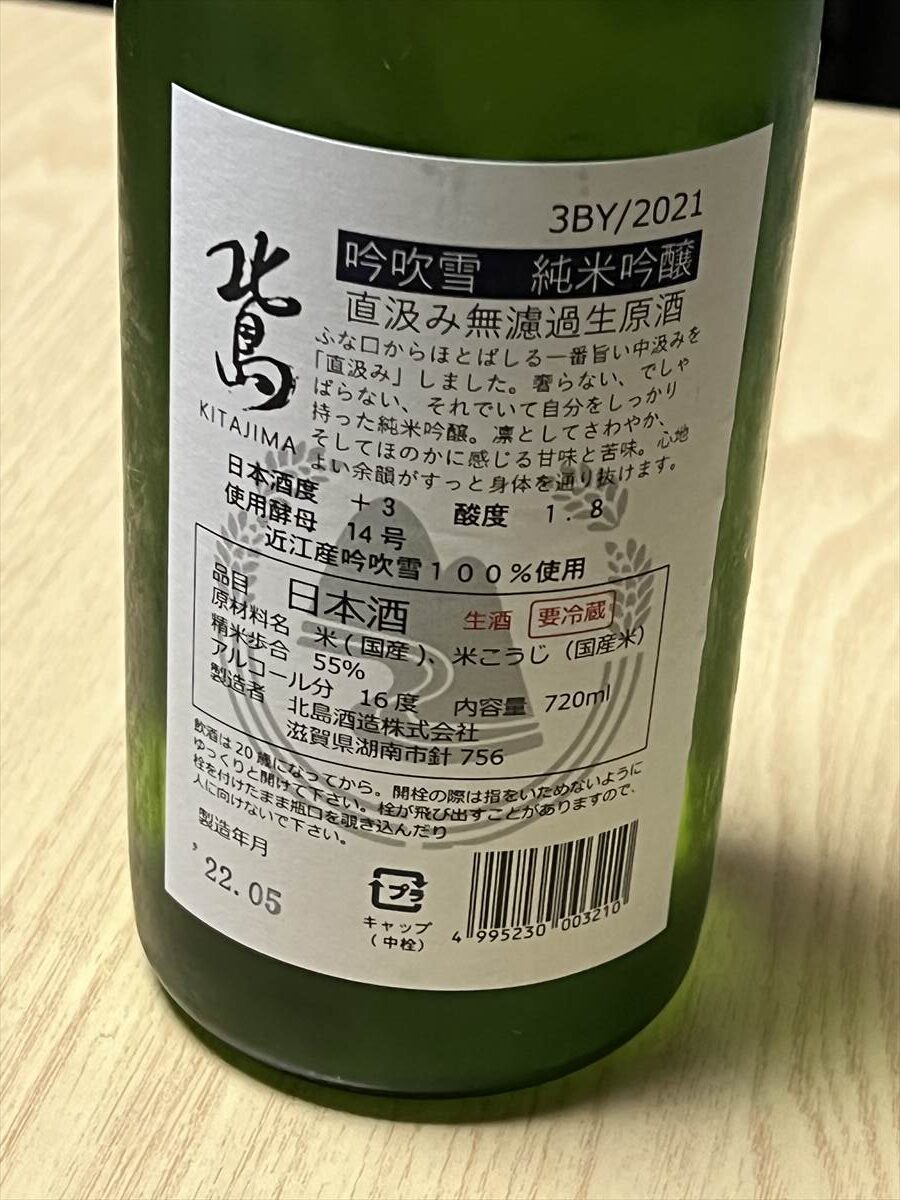 3BY/2021
北島
KITAJIMA
吟吹雪 純米吟醸
直汲み無濾過生原酒
ふな口からほとばしる一番旨い中汲みを
「直汲み」しました。奢らない、でしゃ
ばらない、それでいて自分をしっかり
持った純米吟醸。凛としてさわやか、
そしてほのかに感じる甘味と苦味。心地
よい余韻がすっと身体を通り抜けます。
日本酒度 +3 酸度 1.8
使用酵母 14号
近江産吟吹雪100%使用
品目 日本酒 生酒 要冷蔵
原材料名 米(国産)、米こうじ(国産米)
精米歩合 55%
アルコール分 16度 内容量 720ml
製造者 北島酒造株式会社
滋賀県湖南市針756
飲酒は20歳になってから。開栓の際は指をいためないように
ゆっくりと開けて下さい。栓が飛び出すことがありますので、
栓を付けたまま瓶口を覗き込んだり
人に向けないで下さい。
製造年月
'22.05
プラ
キャップ
(中栓)
4 995230 003210